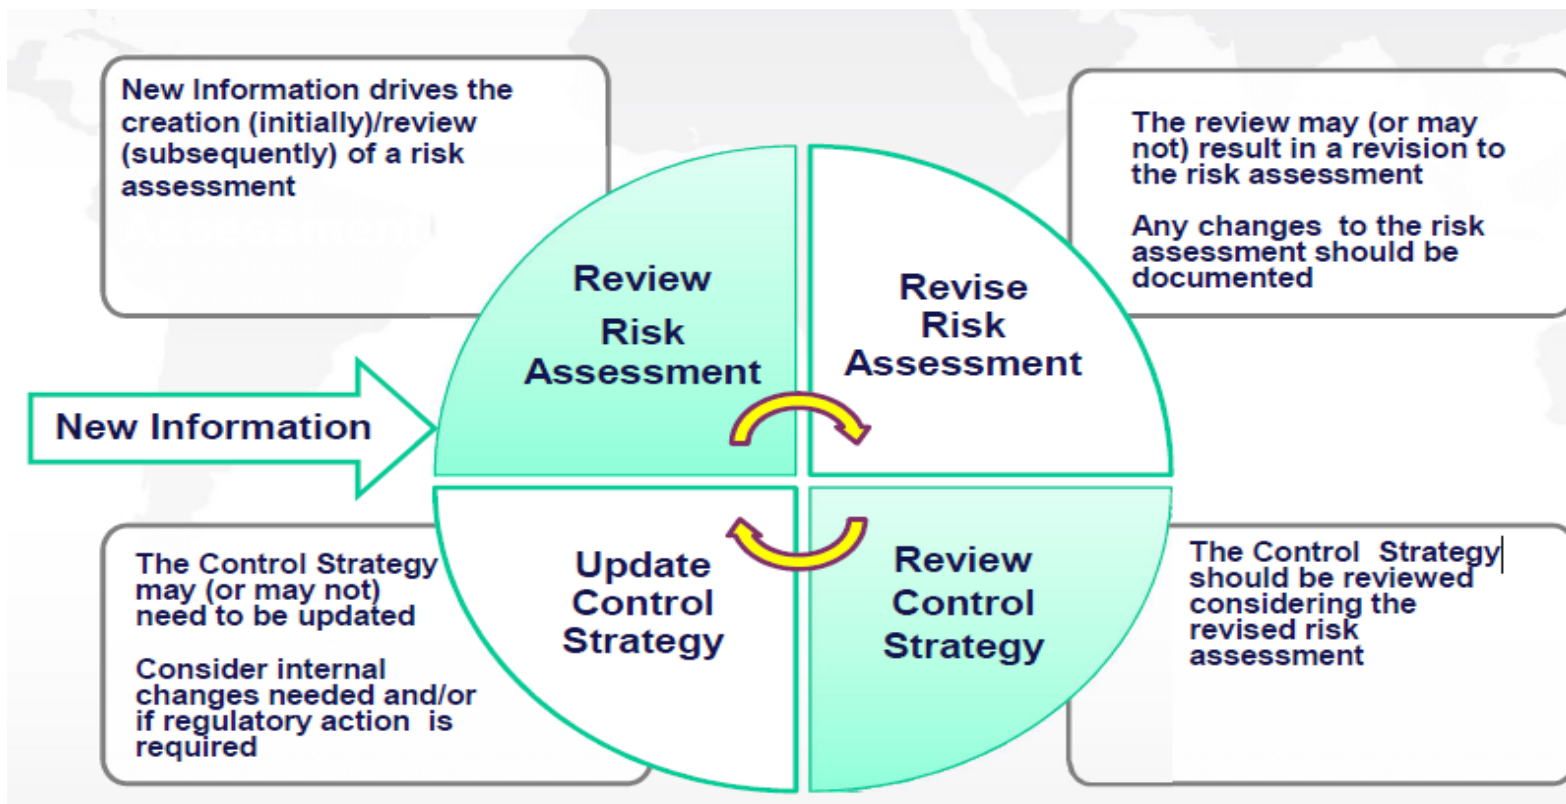 New Information drives the
creation (initially)/review
(subsequently) of a risk
assessment
Assessment
The review may (or may
not) result in a revision to
the risk assessment
Any changes to the risk
assessment should be
documented
Review
Risk
Assessment
Revise
Risk
Assessment
New Information
Update
Control
Strategy
Review
Control
Strategy
The Control Strategy
may (or may not)
need to be updated
Consider internal
changes needed and/or
if regulatory action is
required
The Control Strategy
should be reviewed
considering the
revised risk
assessment